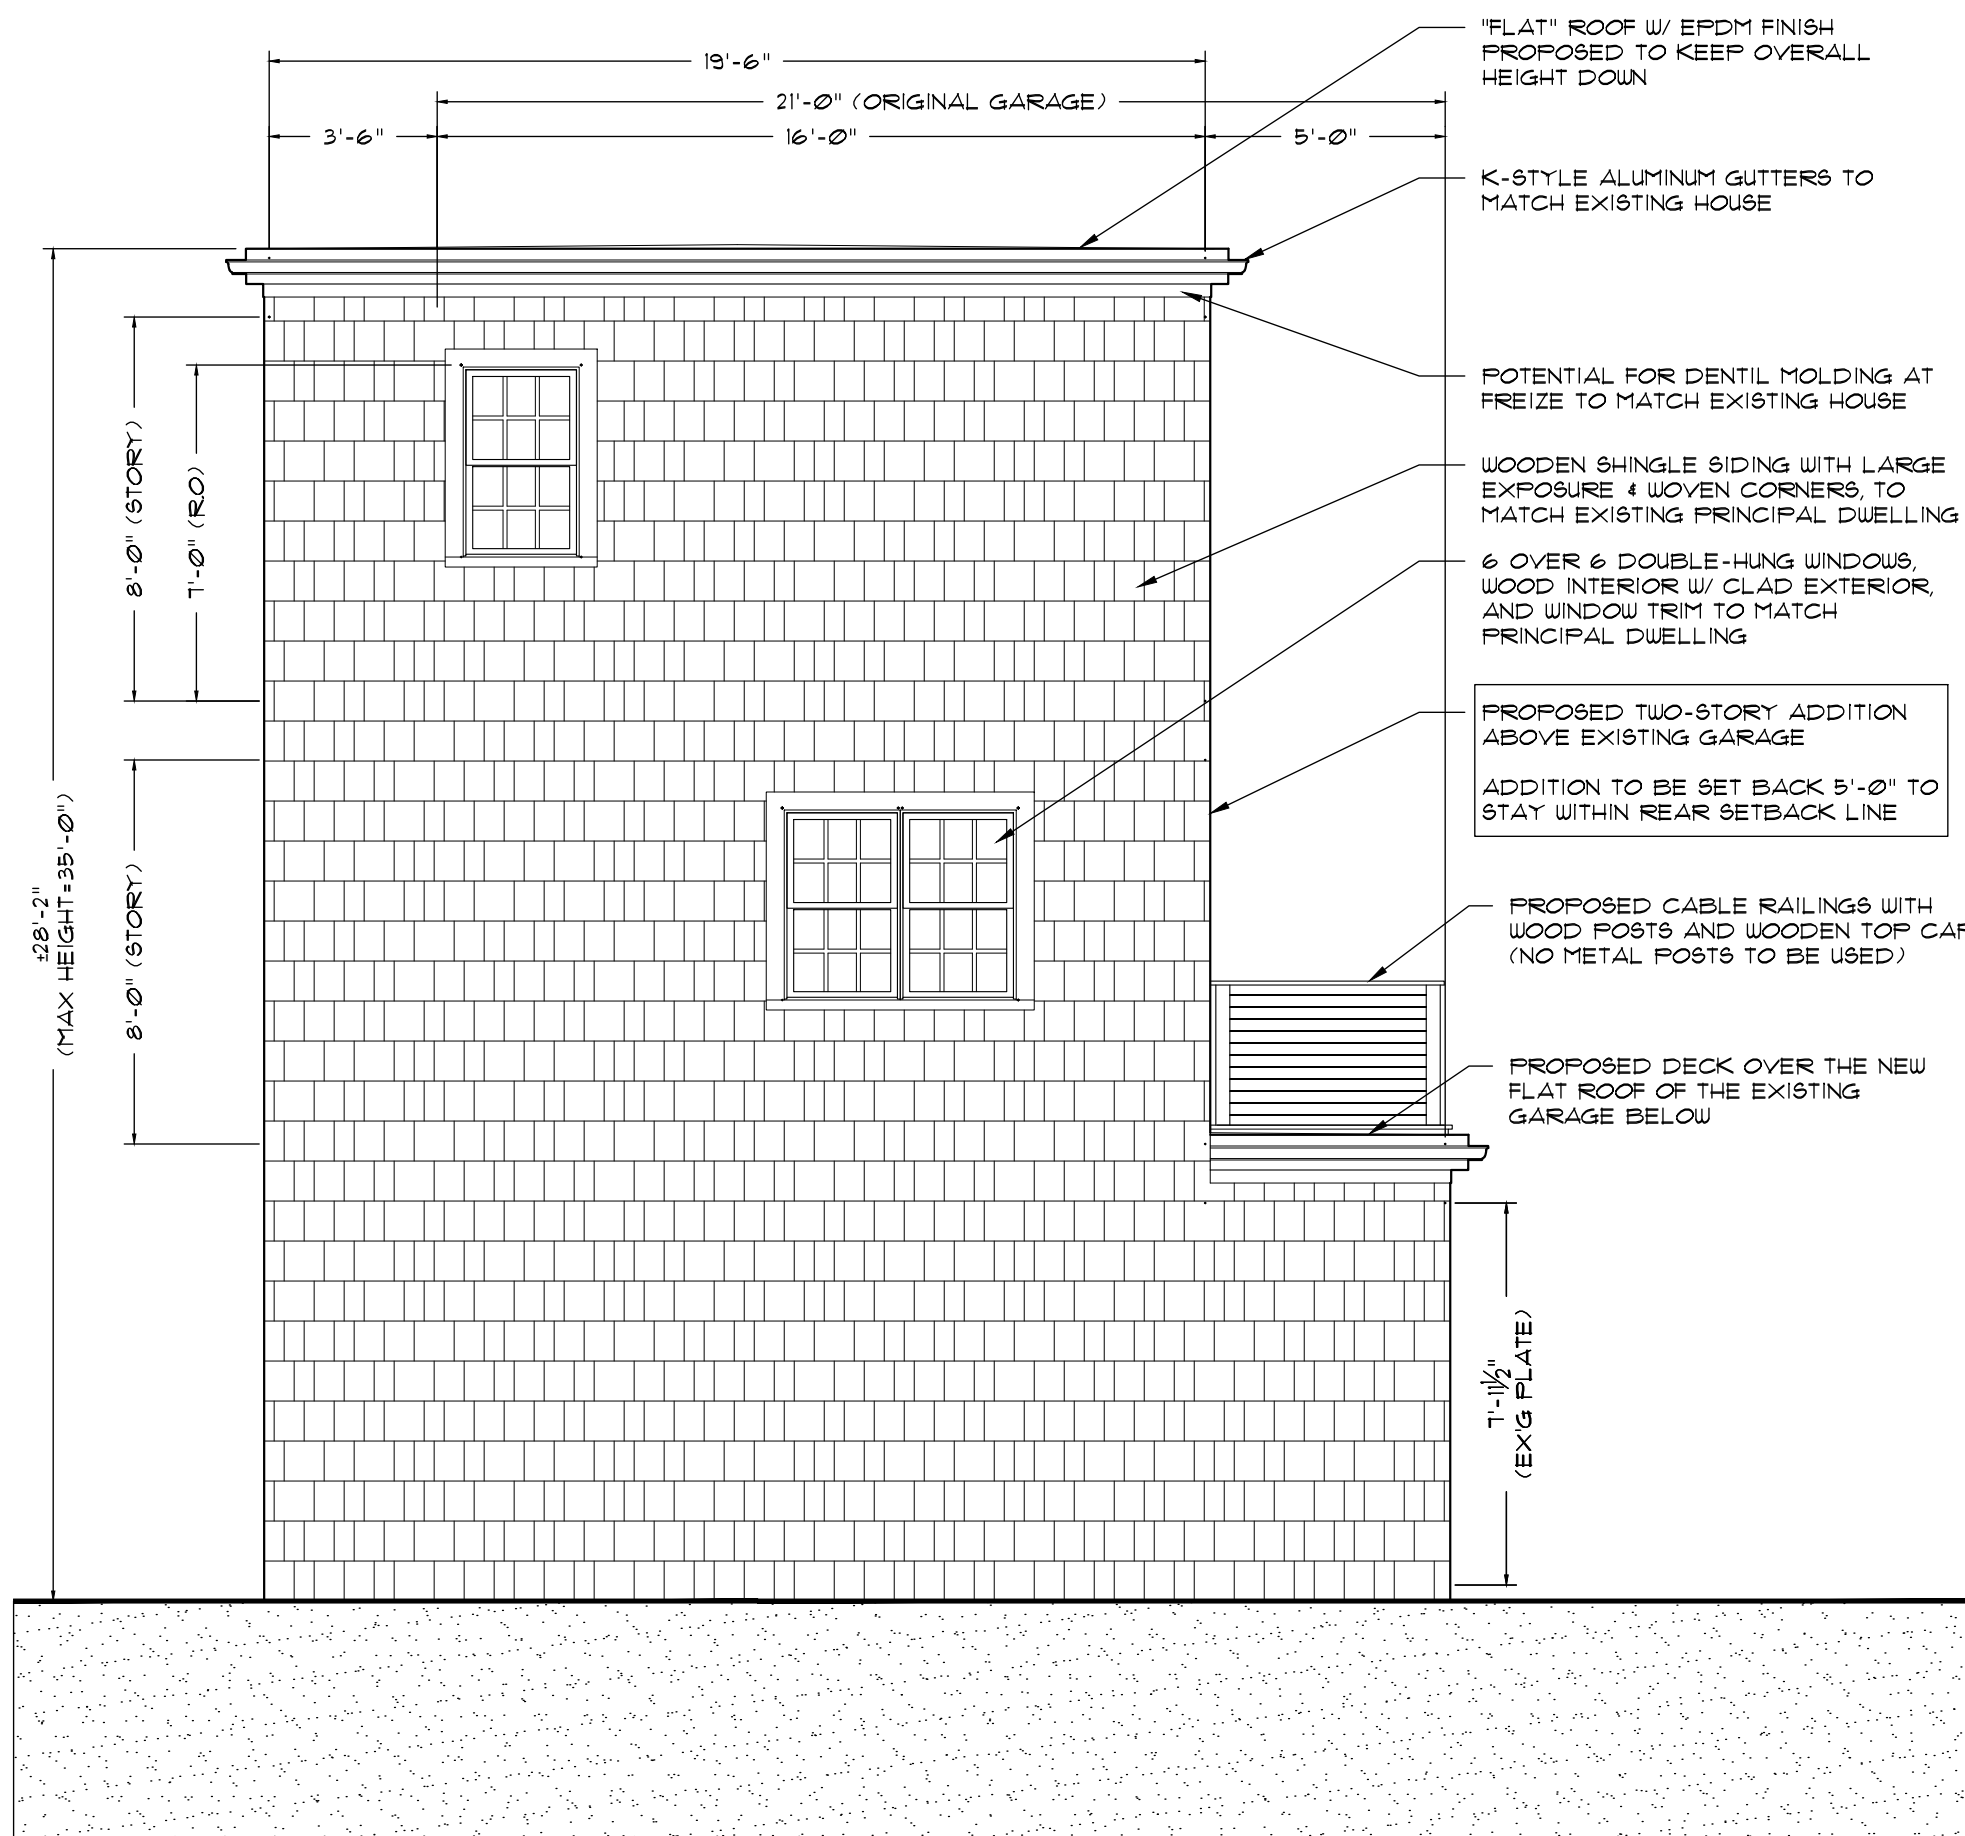 "FLAT" ROOF W/ EPDM FINISH
PROPOSED TO KEEP OVERALL
HEIGHT DOWN
19'-6"
21'-0" (ORIGINAL GARAGE)
3'-6"
16'-0"
5'-0"
K-STYLE ALUMINUM GUTTERS TO
MATCH EXISTING HOUSE
POTENTIAL FOR DENTIL MOLDING AT
FREIZE TO MATCH EXISTING HOUSE
WOODEN SHINGLE SIDING WITH LARGE
EXPOSURE & WOVEN CORNERS, TO
MATCH EXISTING PRINCIPAL DWELLING
6 OVER 6 DOUBLE-HUNG WINDOWS,
WOOD INTERIOR W/ CLAD EXTERIOR,
AND WINDOW TRIM TO MATCH
PRINCIPAL DWELLING
8'-0" (STORY)
7'-0" (R.O)
PROPOSED TWO-STORY ADDITION
ABOVE EXISTING GARAGE
ADDITION TO BE SET BACK 5'-0" TO
STAY WITHIN REAR SETBACK LINE
±28'-2"
(MAX HEIGHT=35'-0")
8'-0" (STORY)
PROPOSED CABLE RAILINGS WITH
WOOD POSTS AND WOODEN TOP CAP
(NO METAL POSTS TO BE USED)
PROPOSED DECK OVER THE NEW
FLAT ROOF OF THE EXISTING
GARAGE BELOW
7'-11½"
(EX'G PLATE)